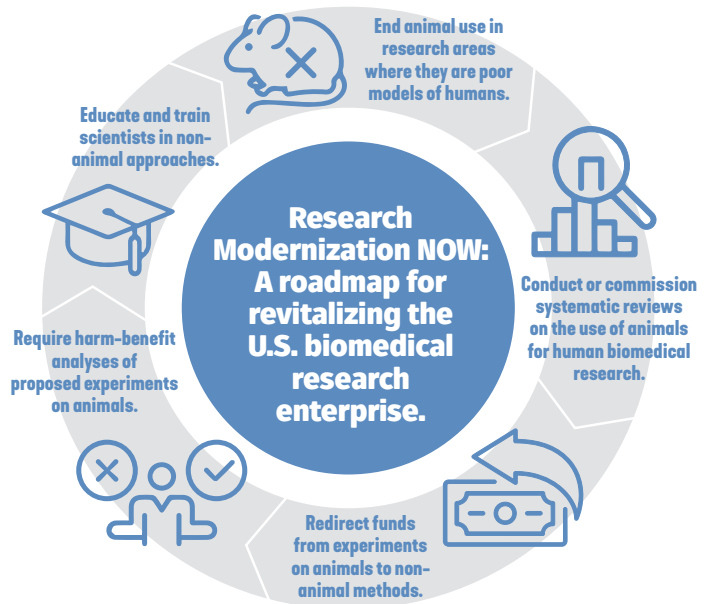 End animal use in
research areas
where they are poor
models of humans.
Conduct or commission
systematic reviews
on the use of animals
for human biomedical
research.
Redirect funds
from experiments
on animals to non-
animal methods.
Require harm-benefit
analyses of
proposed experiments
on animals.
Educate and train
scientists in non-
animal approaches.
Research
Modernization NOW:
A roadmap for
revitalizing the
U.S. biomedical
research
enterprise.